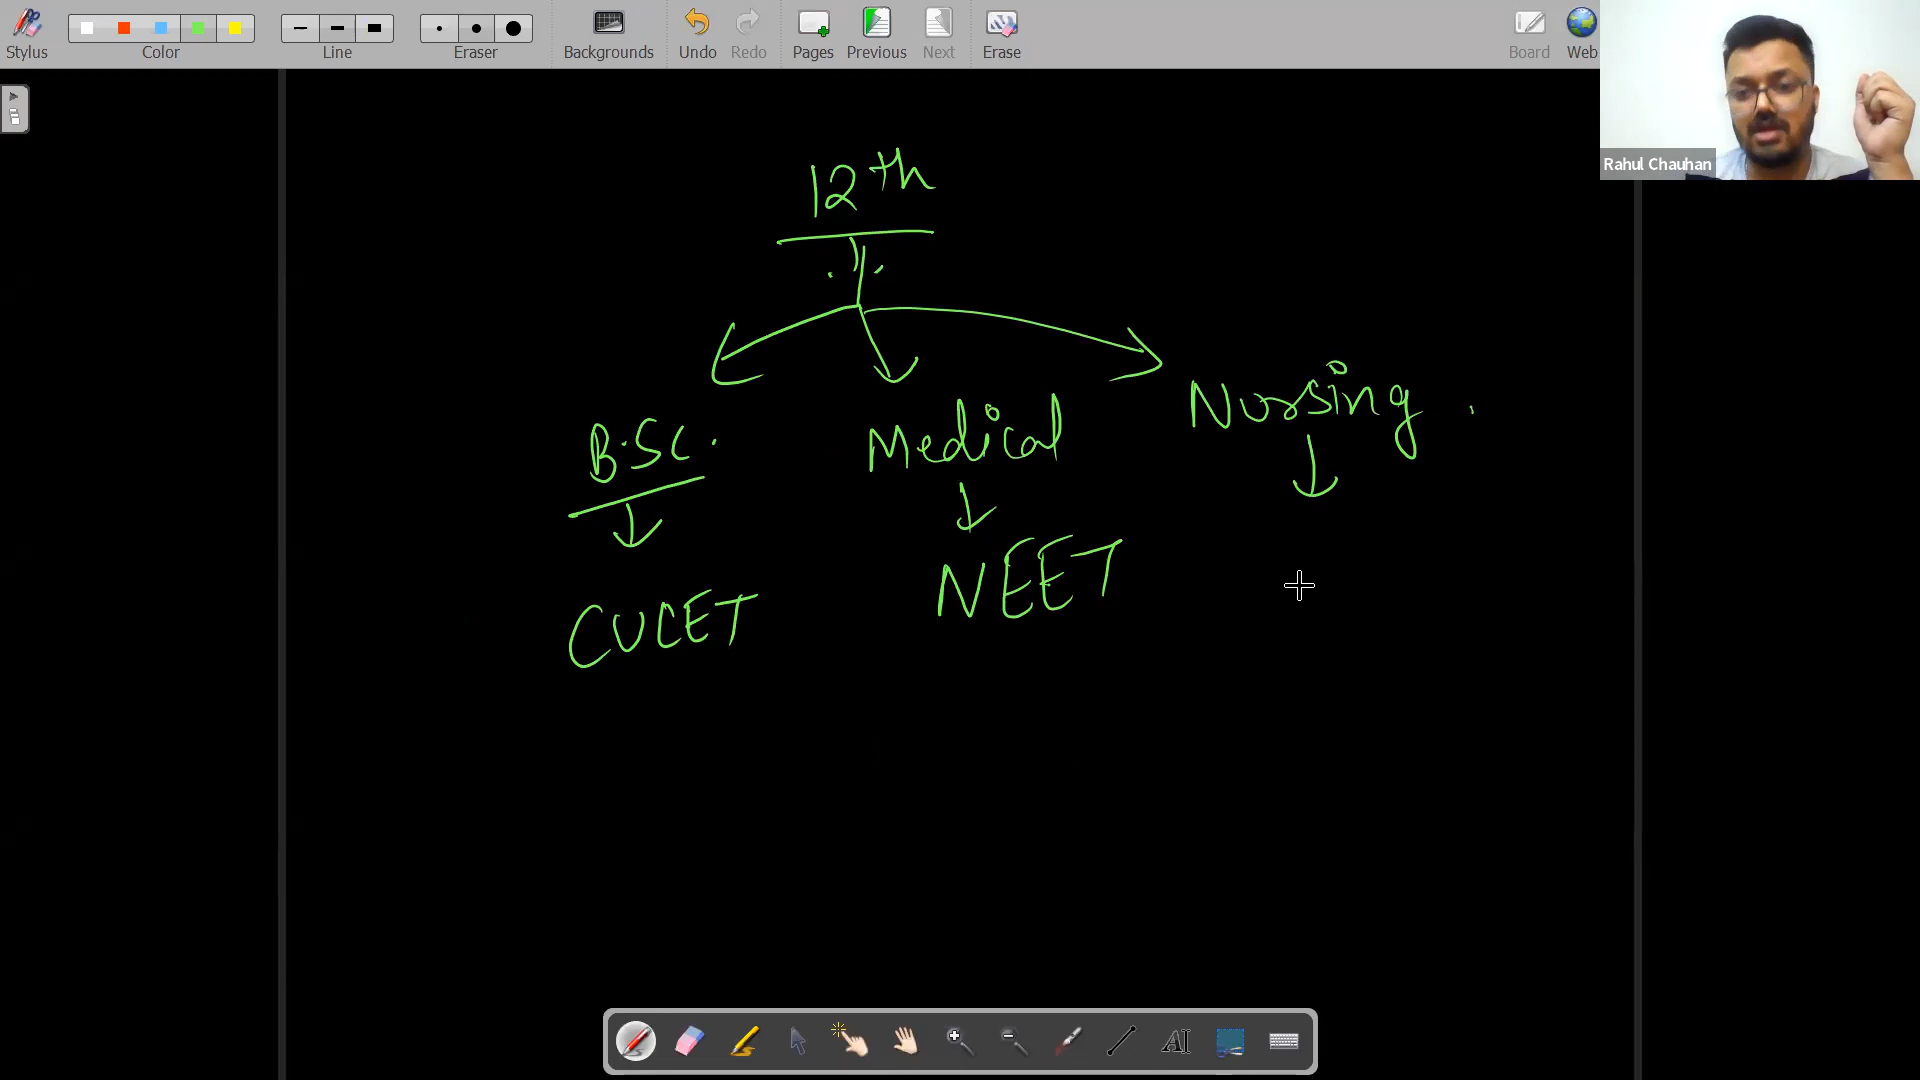 Stylus
Color
Line
Eraser
Backgrounds
Undo
Redo
Pages
Previous
Next
Erase
Board
Web
Rahul Chauhan
12th
B.Sc.
Medical
Nursing
CUCET
NEET
AI